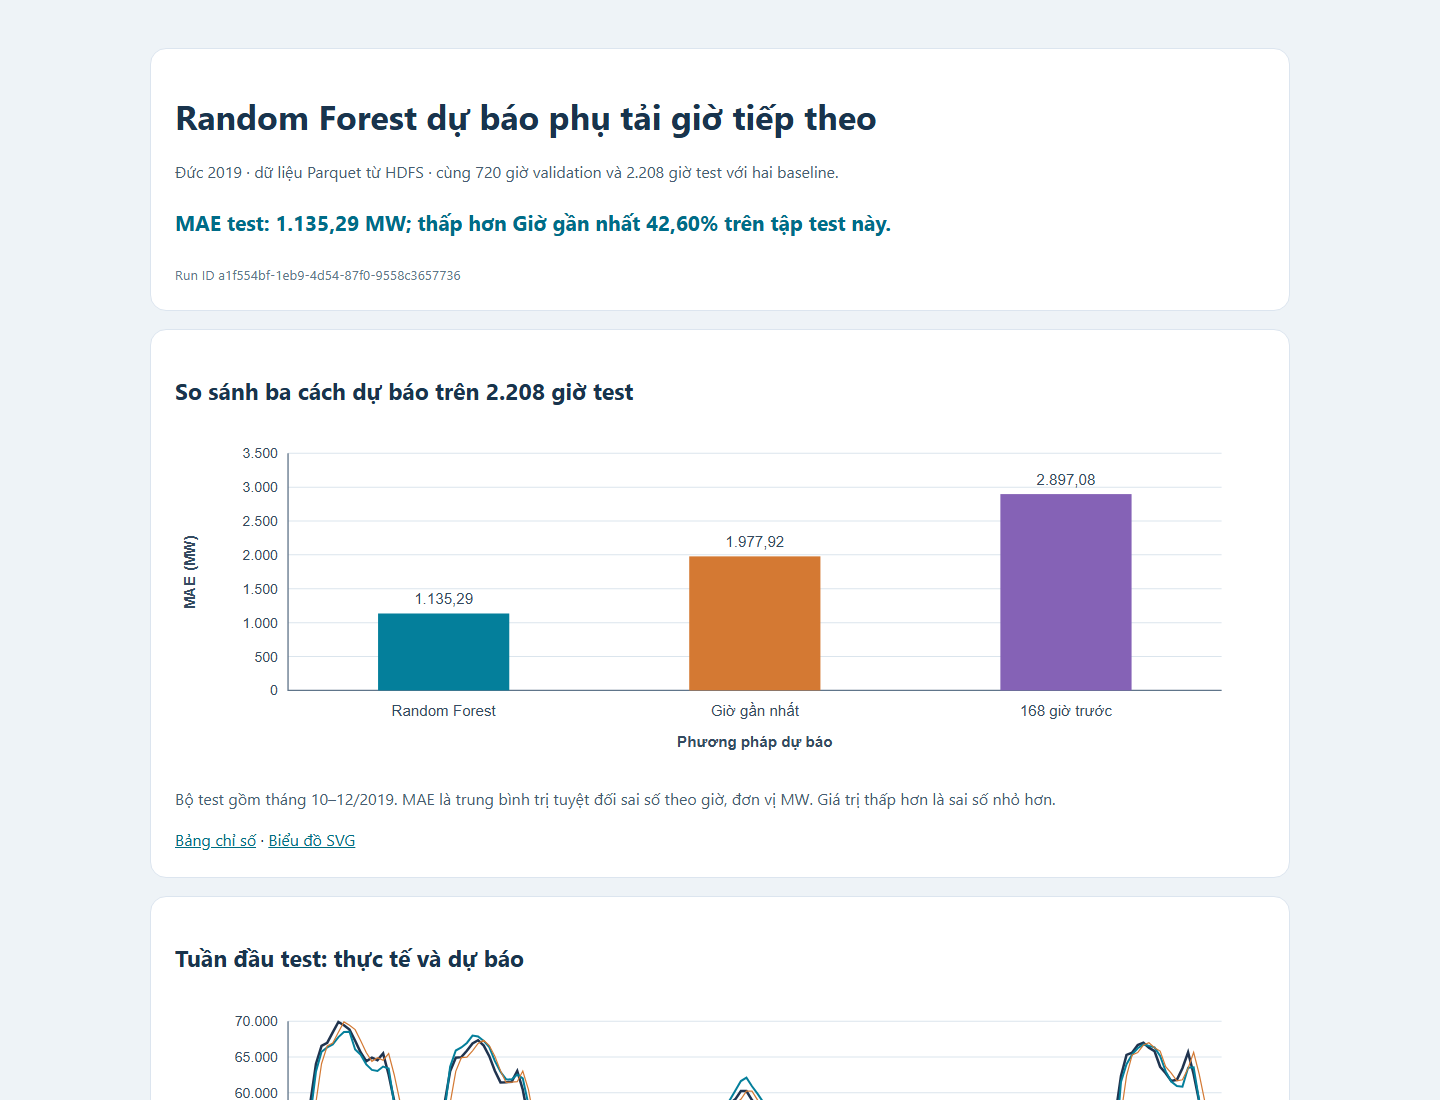 Random Forest dự báo phụ tải giờ tiếp theo
Đức 2019 · dữ liệu Parquet từ HDFS · cùng 720 giờ validation và 2.208 giờ test với hai baseline.
MAE test: 1.135,29 MW; thấp hơn Giờ gần nhất 42,60% trên tập test này.
Run ID a1f554bf-1eb9-4d54-87f0-9558c3657736
So sánh ba cách dự báo trên 2.208 giờ test
3.500
3.000
2.500
2.000
1.500
1.000
500
0
MAE (MW)
1.135,29
1.977,92
2.897,08
Random Forest
Giờ gần nhất
168 giờ trước
Phương pháp dự báo
Bộ test gồm tháng 10–12/2019. MAE là trung bình trị tuyệt đối sai số theo giờ, đơn vị MW. Giá trị thấp hơn là sai số nhỏ hơn.
Bảng chỉ số · Biểu đồ SVG
Tuần đầu test: thực tế và dự báo
70.000
65.000
60.000